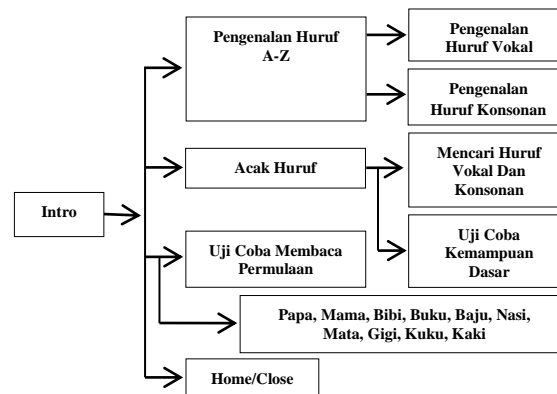 Pengenalan Huruf
A-Z
Pengenalan
Huruf Vokal
Pengenalan
Huruf Konsonan
Intro
Acak Huruf
Mencari Huruf
Vokal Dan
Konsonan
Uji Coba
Kemampuan
Dasar
Uji Coba Membaca
Permulaan
Papa, Mama, Bibi, Buku, Baju, Nasi,
Mata, Gigi, Kuku, Kaki
Home/Close